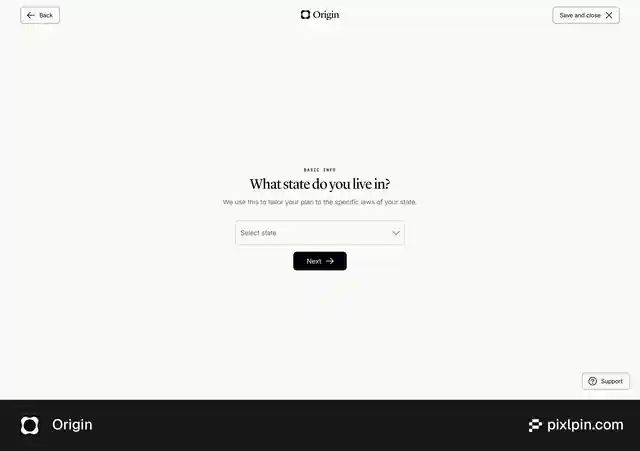 Back
Origin
Save and close
BASIC INFO
What state do you live in?
We use this to tailor your plan to the specific laws of your state.
Select state
Next
Support
Origin
pixlpin.com